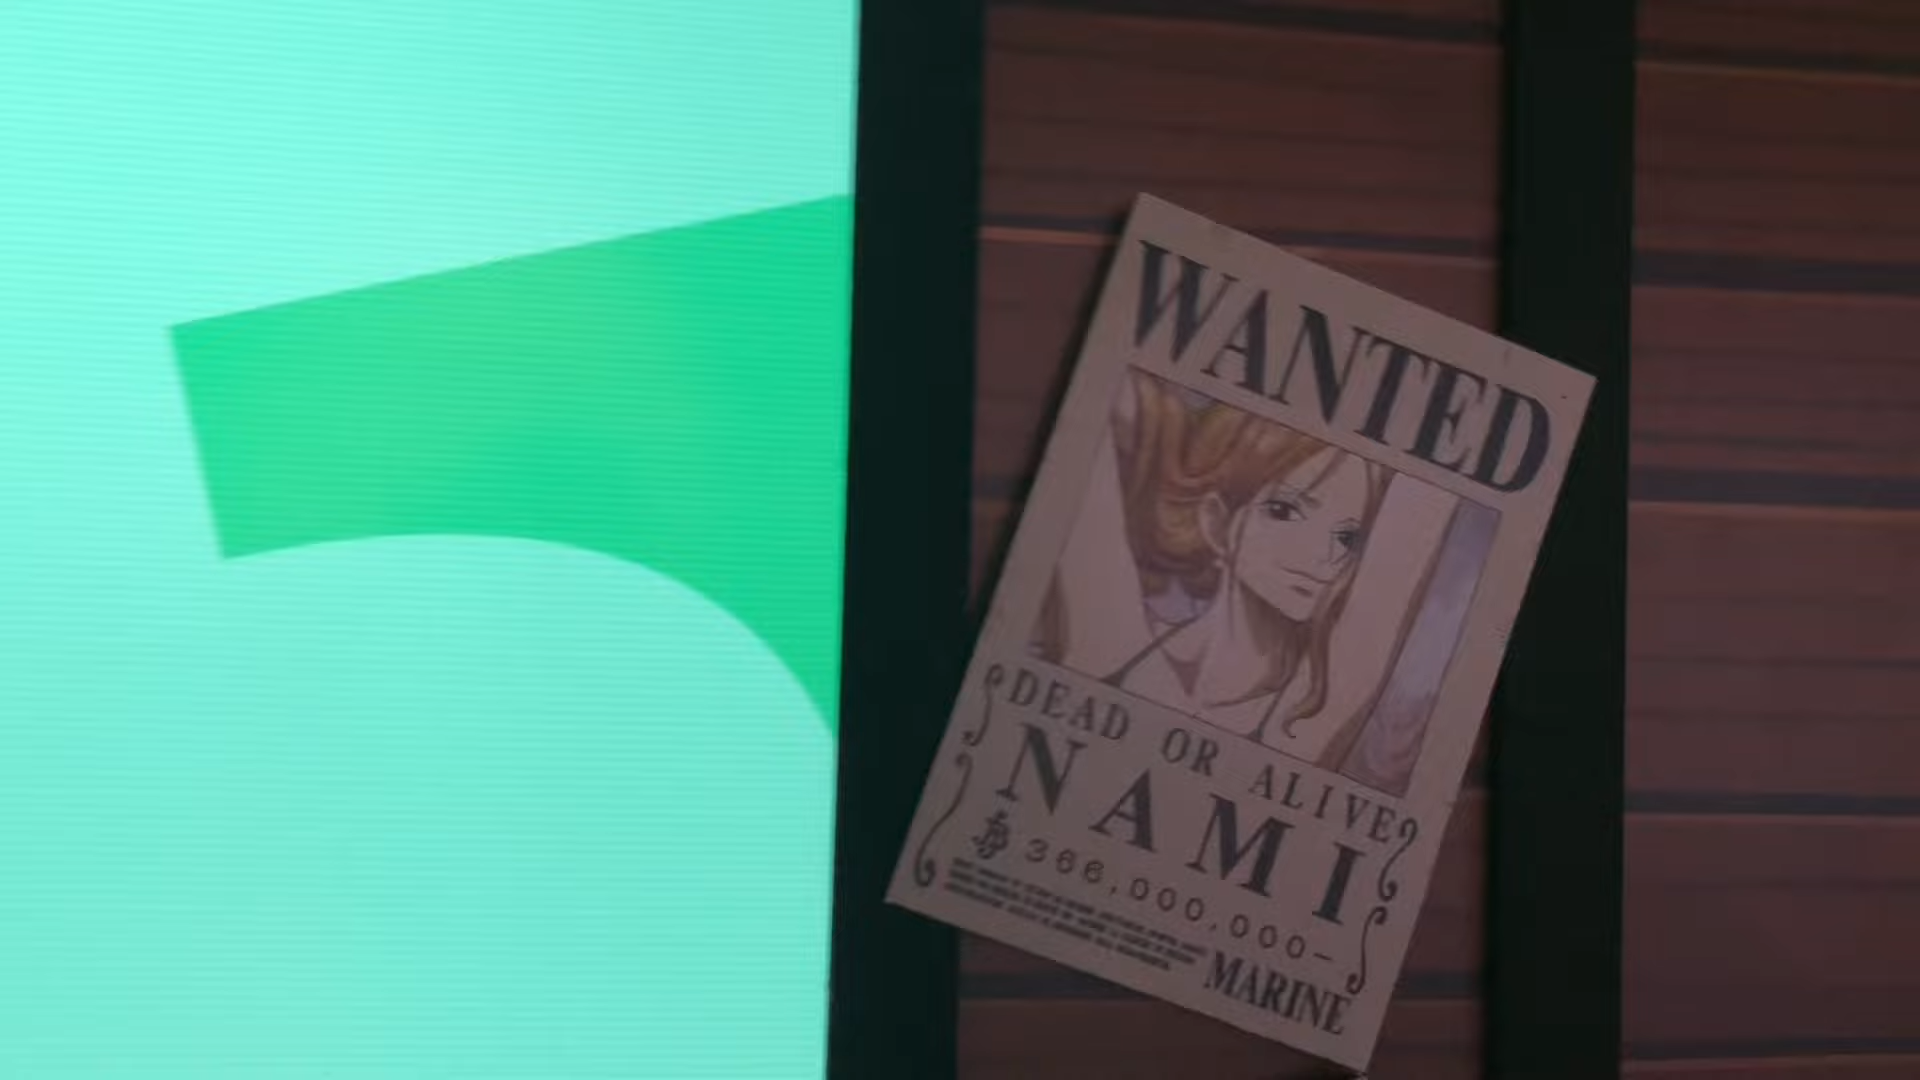 WANTED
DEAD OR ALIVE
NAMI
366,000,000-
MARINE